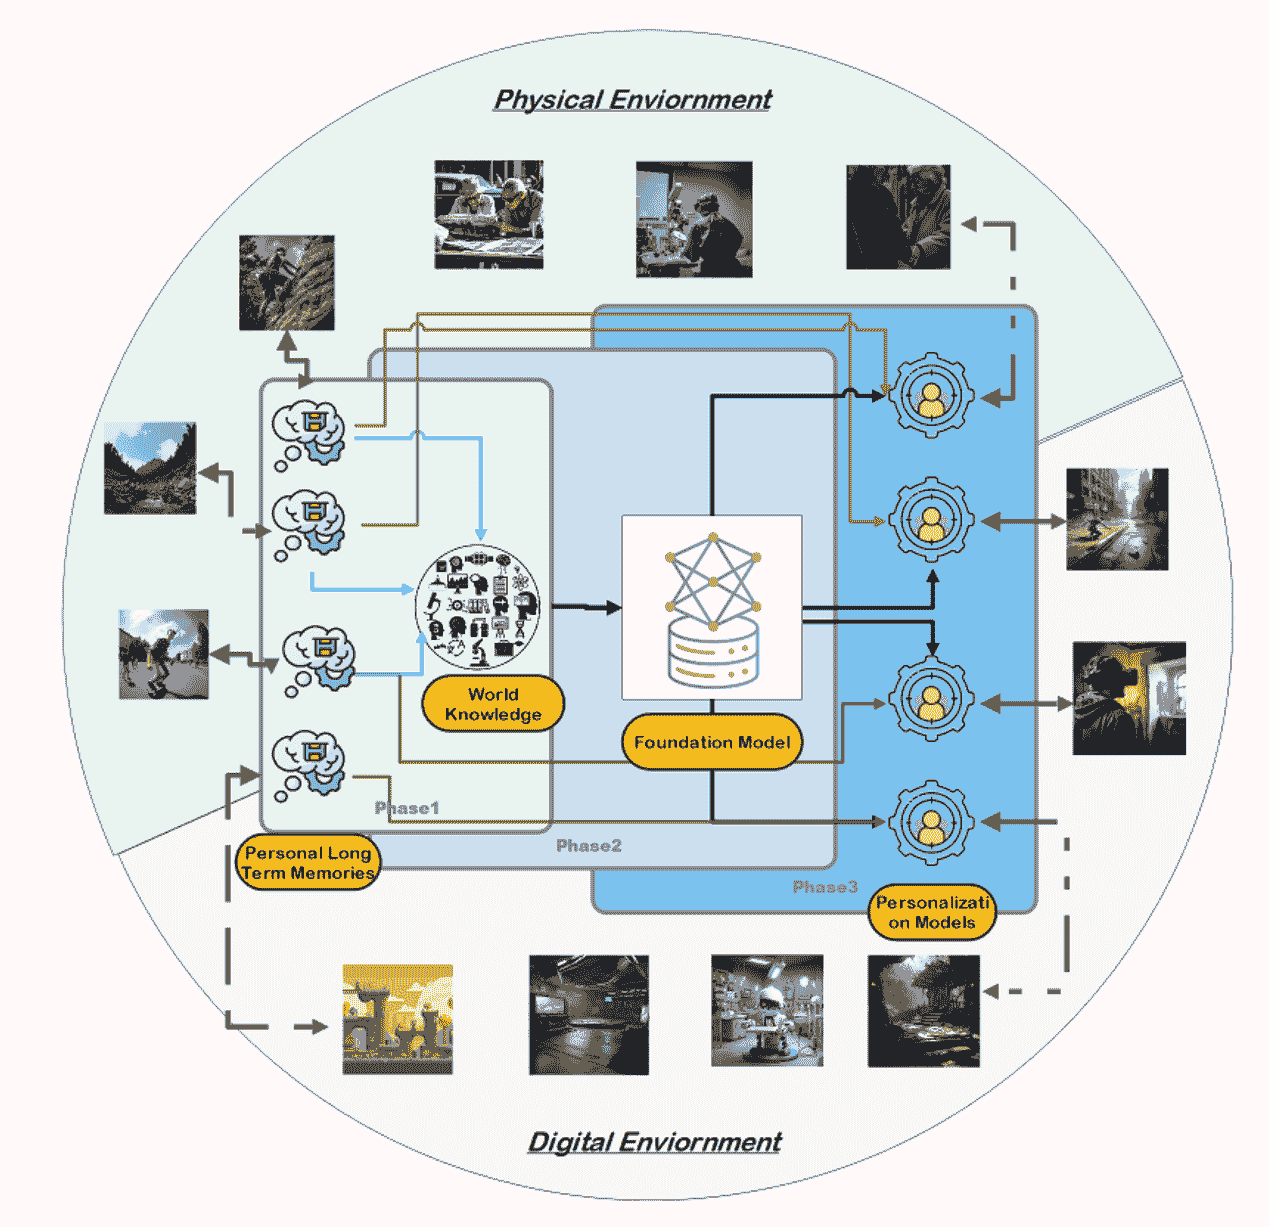 Physical Enviornment
World
Knowledge
Foundation Model
Phase1
Personal Long
Term Memories
Phase2
Phase3
Personalizati
on Models
Digital Enviornment